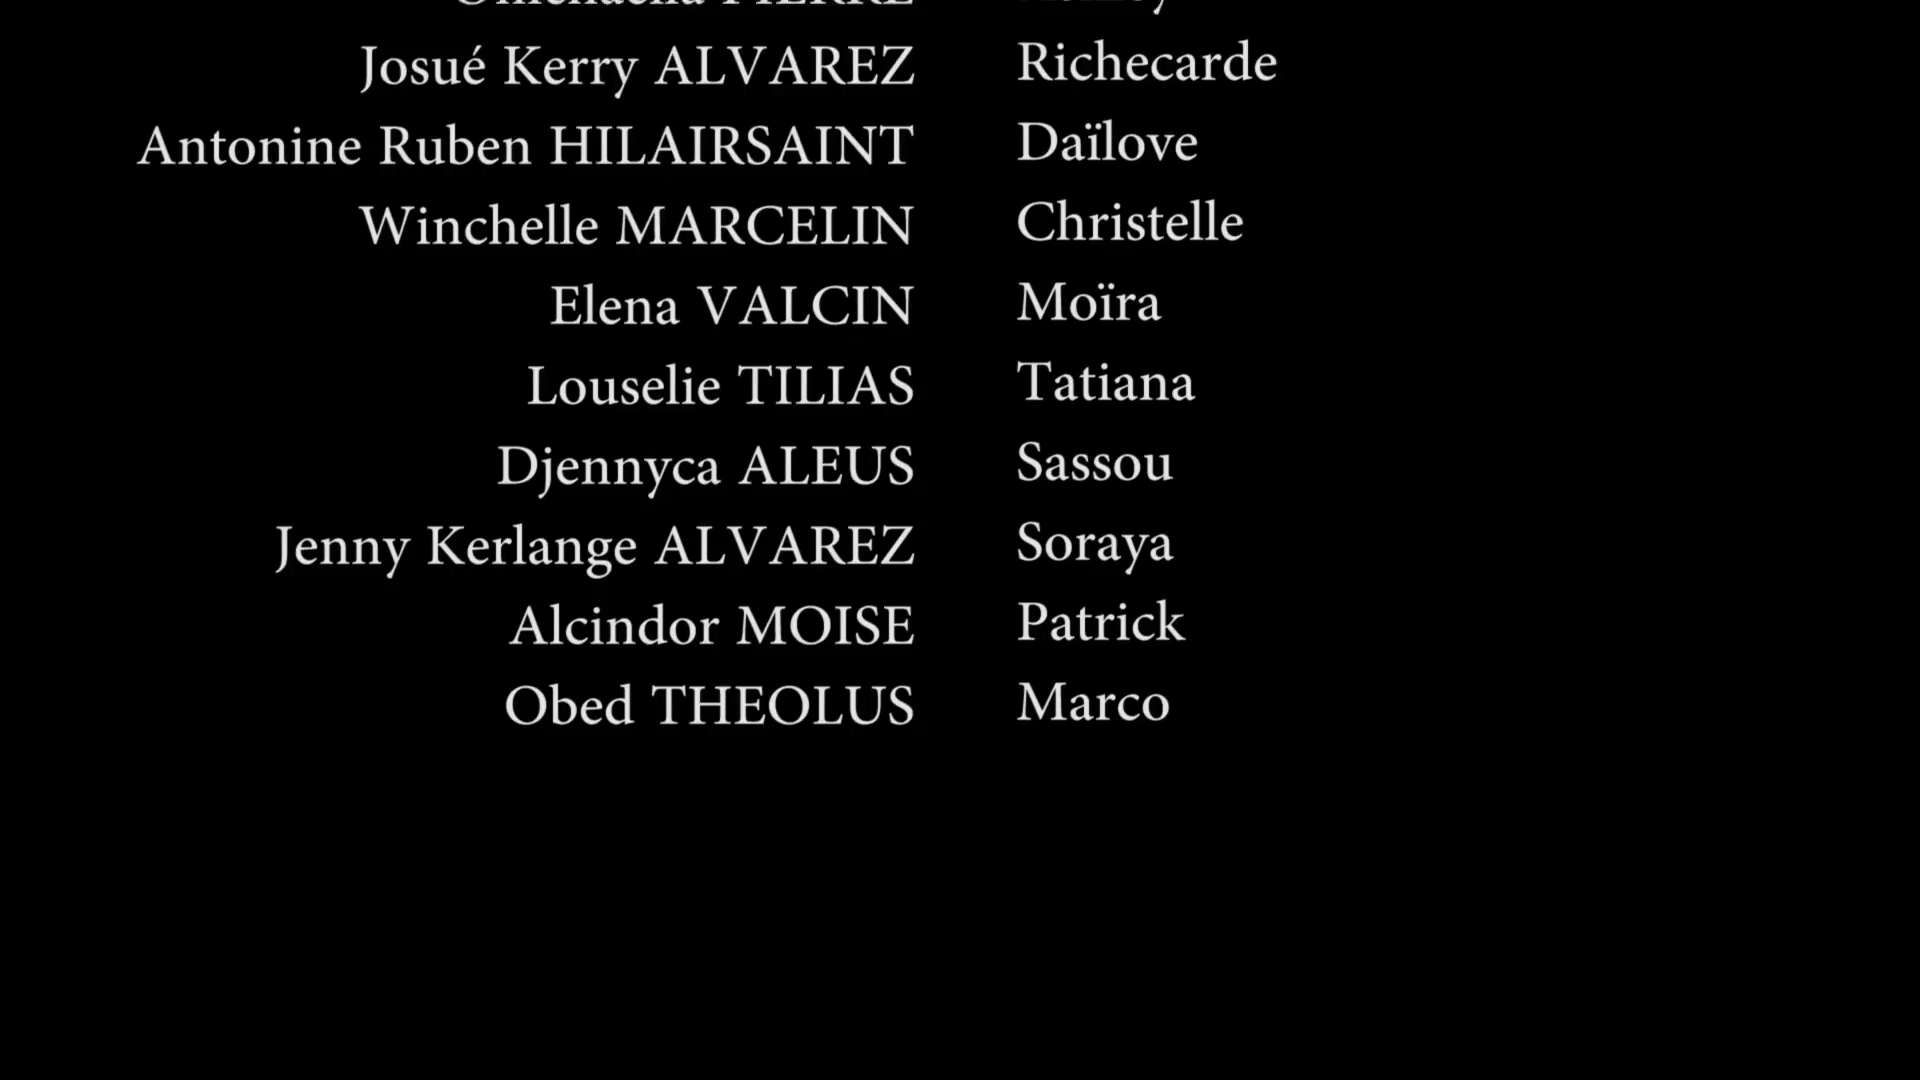 PIERRE
Josué Kerry ALVAREZ Richecarde
Antonine Ruben HILAIRSAINT Daïlove
Winchelle MARCELIN Christelle
Elena VALCIN Moïra
Louselie TILIAS Tatiana
Djennyca ALEUS Sassou
Jenny Kerlange ALVAREZ Soraya
Alcindor MOISE Patrick
Obed THEOLUS Marco